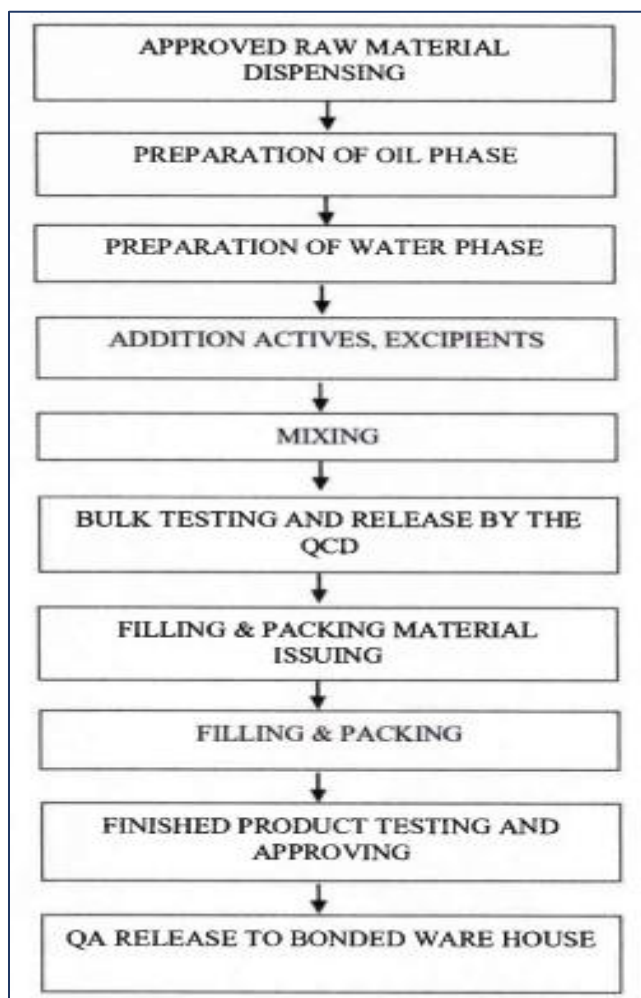 APPROVED RAW MATERIAL
DISPENSING
PREPARATION OF OIL PHASE
PREPARATION OF WATER PHASE
ADDITION ACTIVES, EXCIPIENTS
MIXING
BULK TESTING AND RELEASE BY THE
QCD
FILLING & PACKING MATERIAL
ISSUING
FILLING & PACKING
FINISHED PRODUCT TESTING AND
APPROVING
QA RELEASE TO BONDED WARE HOUSE